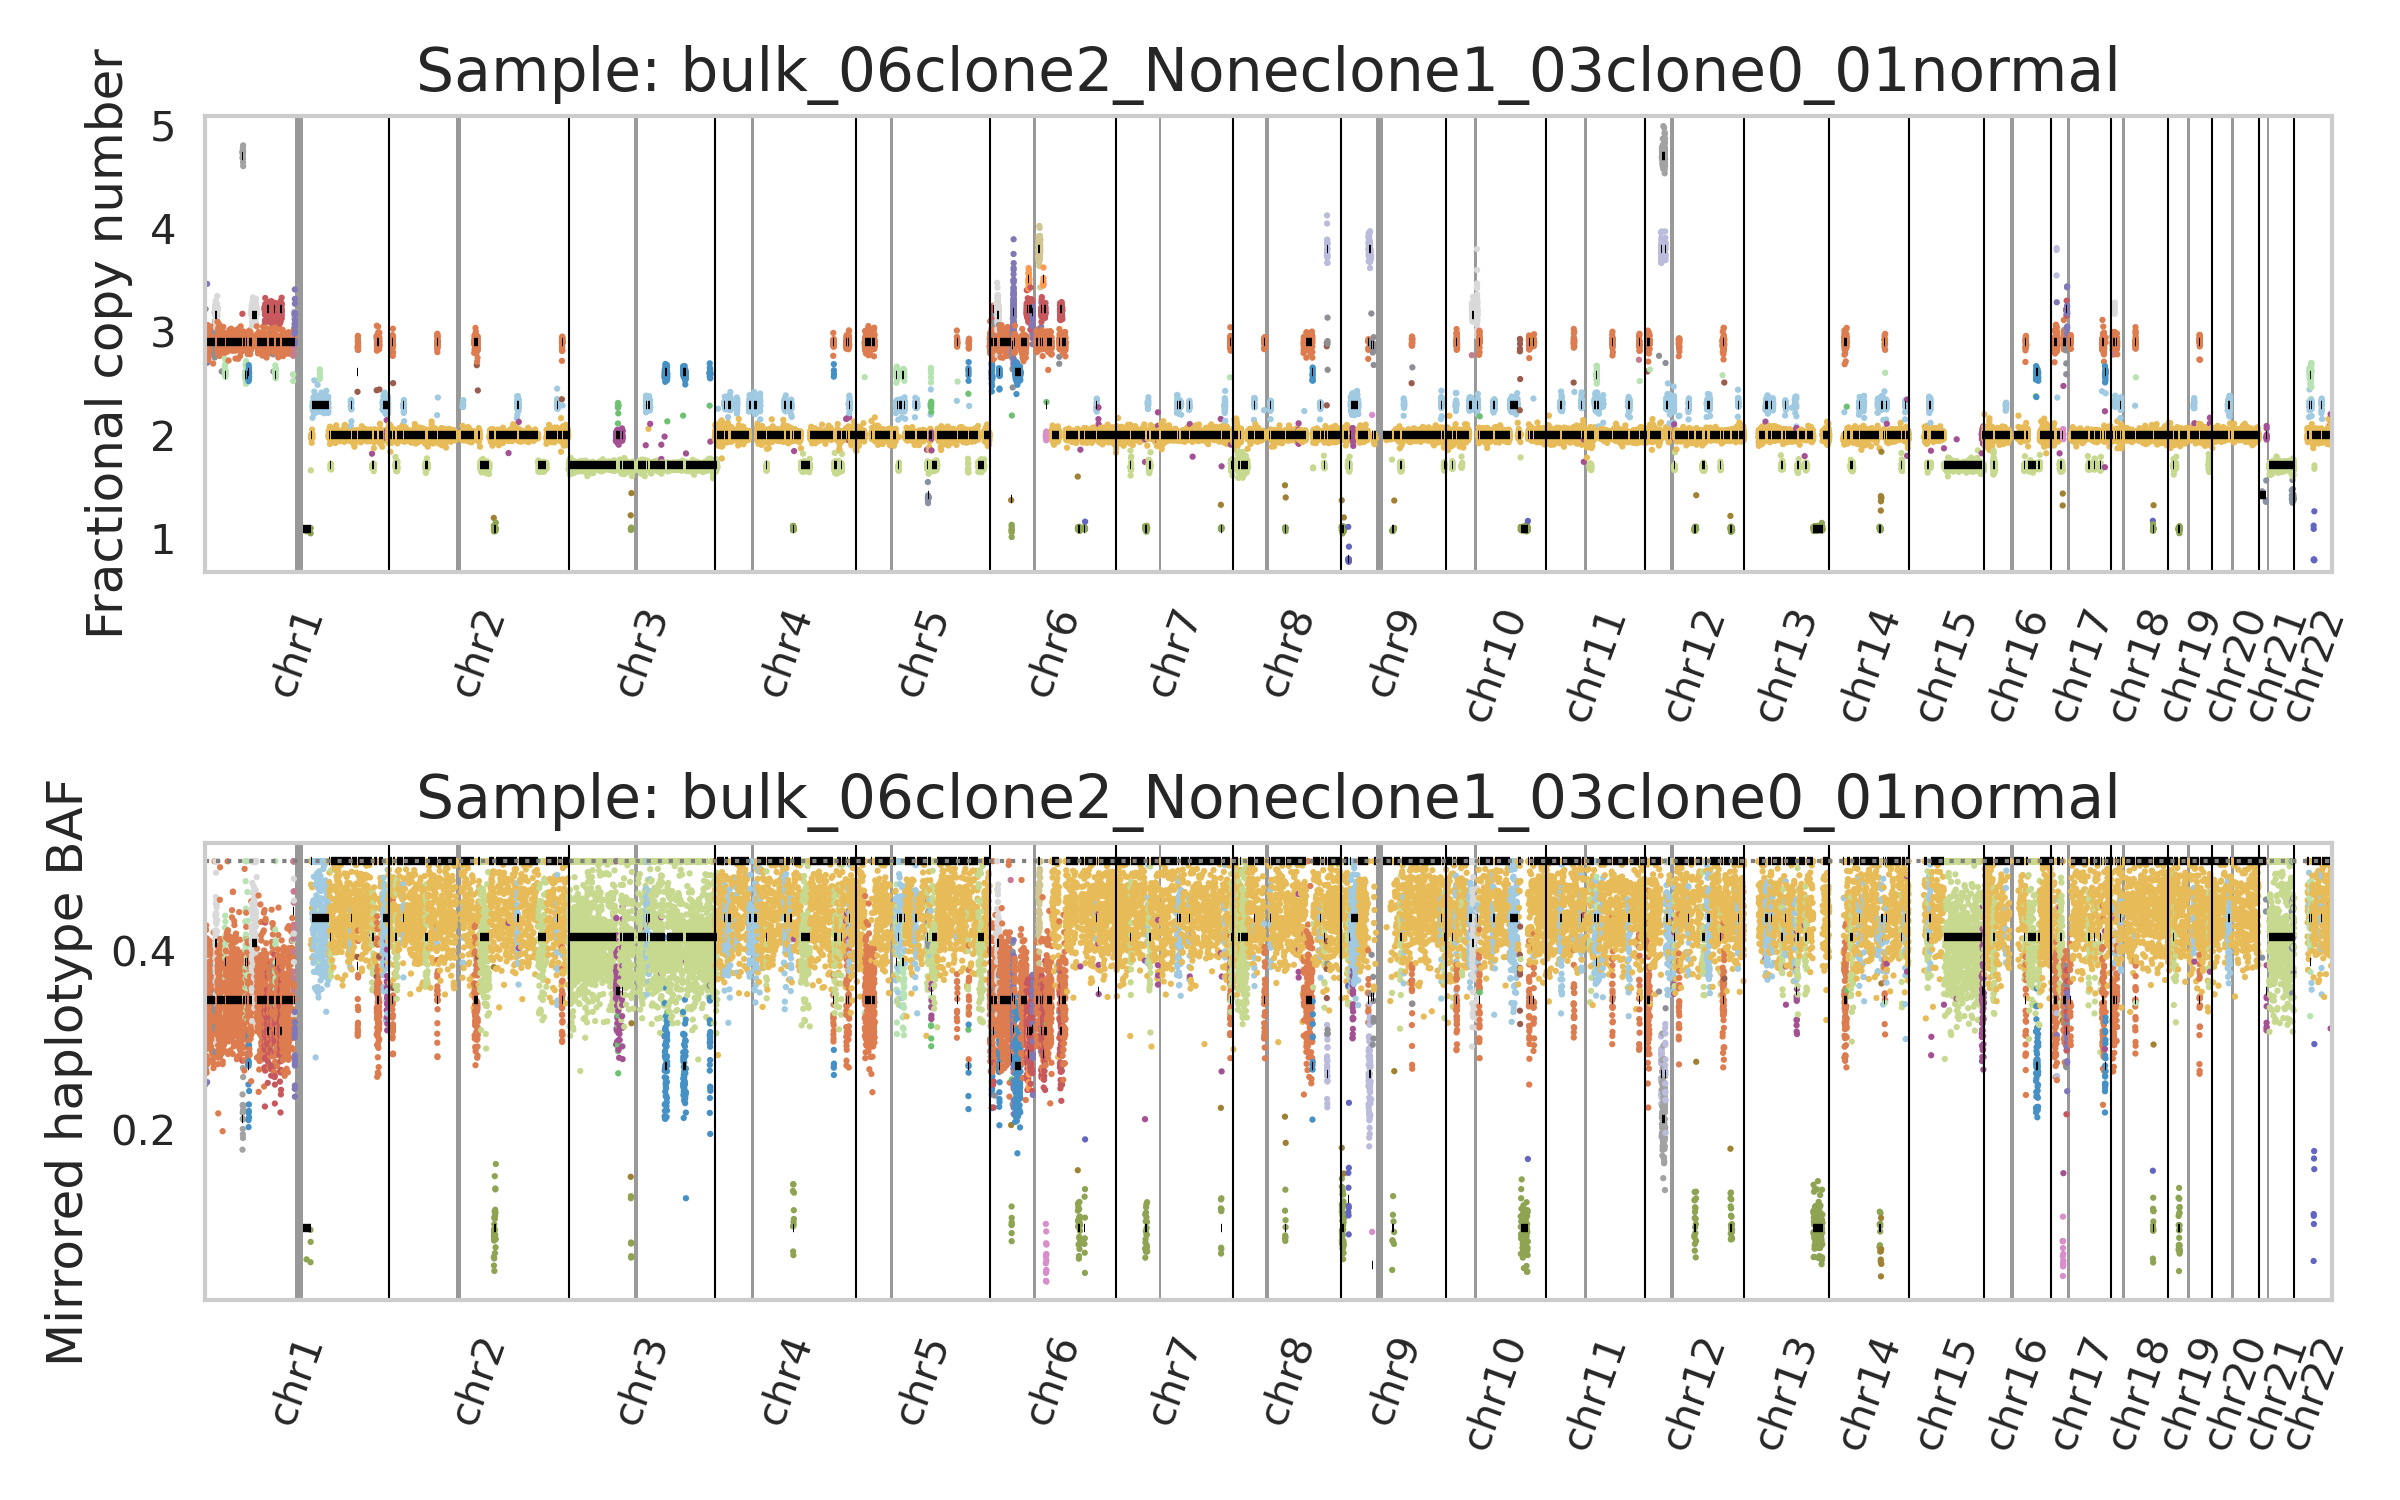 Sample: bulk_06clone2_Noneclone1_03clone0_01normal
Fractional copy number
5
4
3
2
1
chr1
chr2
chr3
chr4
chr5
chr6
chr7
chr8
chr9
chr10
chr11
chr12
chr13
chr14
chr15
chr16
chr17
chr18
chr19
chr20
chr21
chr22
Sample: bulk_06clone2_Noneclone1_03clone0_01normal
Mirrored haplotype BAF
0.4
0.2
chr1
chr2
chr3
chr4
chr5
chr6
chr7
chr8
chr9
chr10
chr11
chr12
chr13
chr14
chr15
chr16
chr17
chr18
chr19
chr20
chr21
chr22